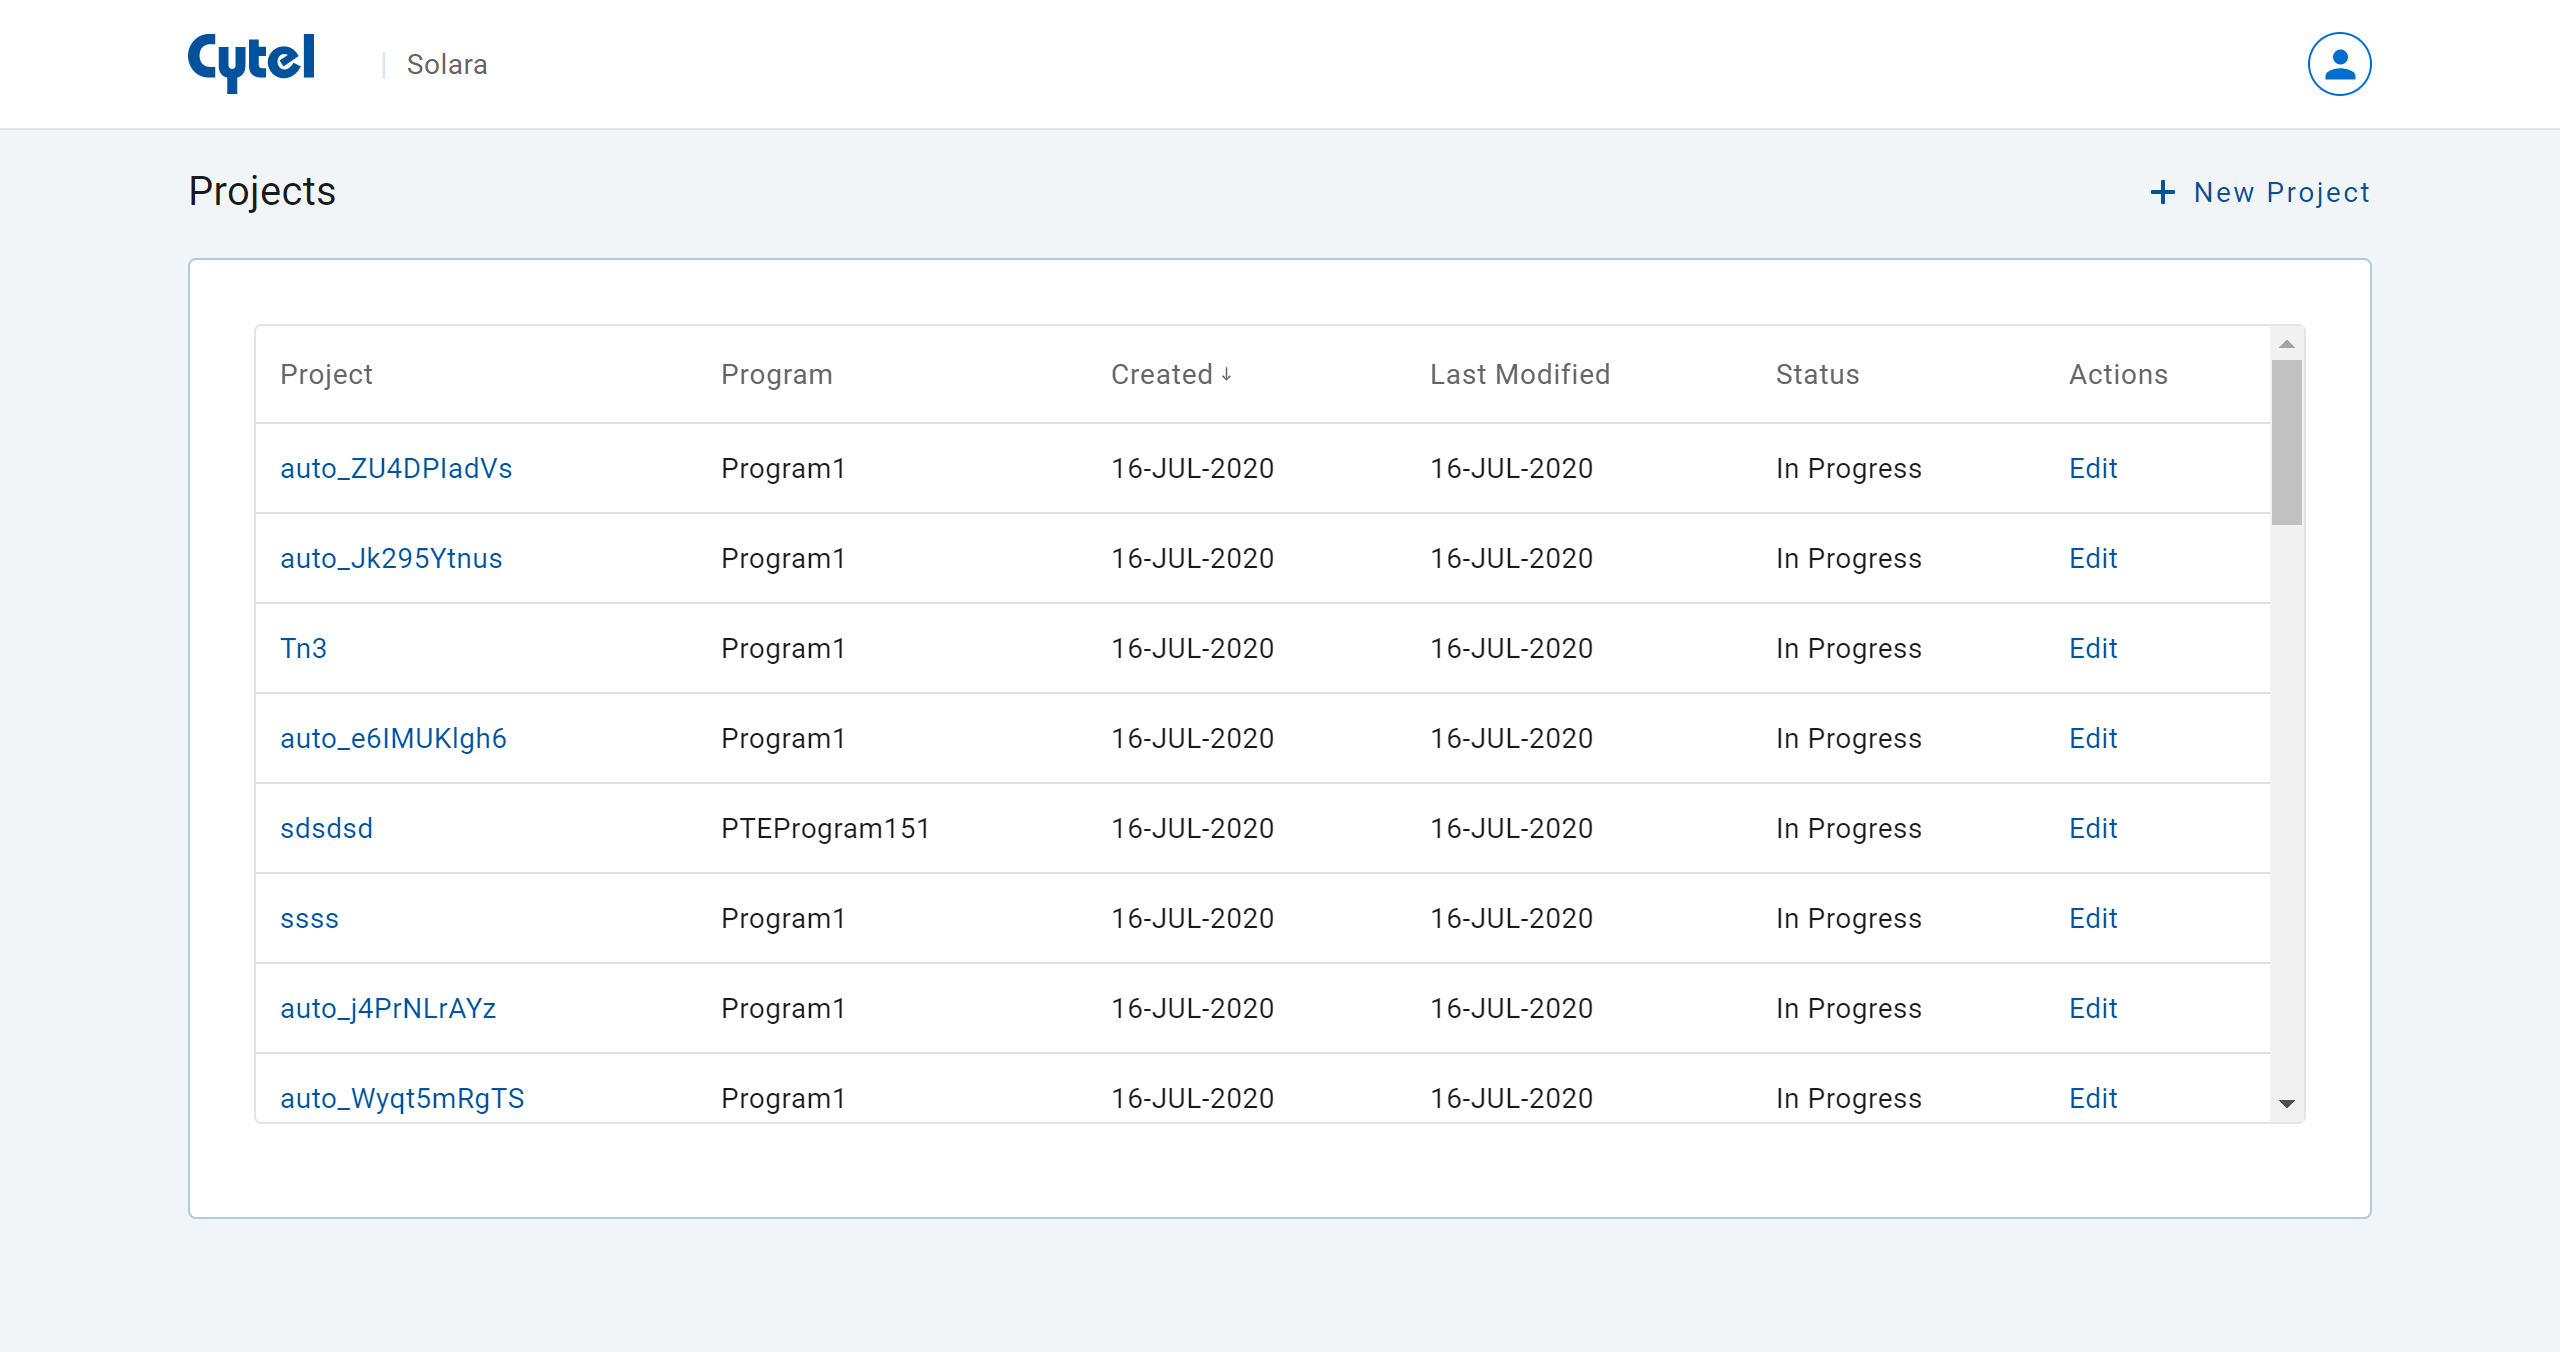 Cytel | Solara
Projects
+ New Project
Project Program Created ↓ Last Modified Status Actions
auto_ZU4DPIadVs Program1 16-JUL-2020 16-JUL-2020 In Progress Edit
auto_Jk295Ytnus Program1 16-JUL-2020 16-JUL-2020 In Progress Edit
Tn3 Program1 16-JUL-2020 16-JUL-2020 In Progress Edit
auto_e6IMUKlgh6 Program1 16-JUL-2020 16-JUL-2020 In Progress Edit
sdsdsd PTEProgram151 16-JUL-2020 16-JUL-2020 In Progress Edit
ssss Program1 16-JUL-2020 16-JUL-2020 In Progress Edit
auto_j4PrNLrAYz Program1 16-JUL-2020 16-JUL-2020 In Progress Edit
auto_Wyqt5mRgTS Program1 16-JUL-2020 16-JUL-2020 In Progress Edit